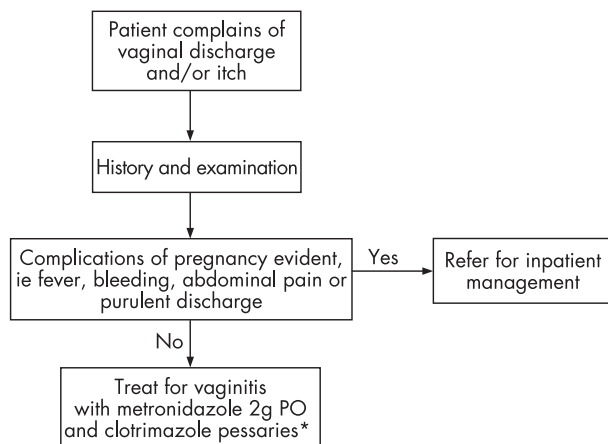 Patient complains of
vaginal discharge
and/or itch
History and examination
Complications of pregnancy evident,
ie fever, bleeding, abdominal pain or
purulent discharge
Yes
Refer for inpatient
management
No
Treat for vaginitis
with metronidazole 2g PO
and clotrimazole pessaries*